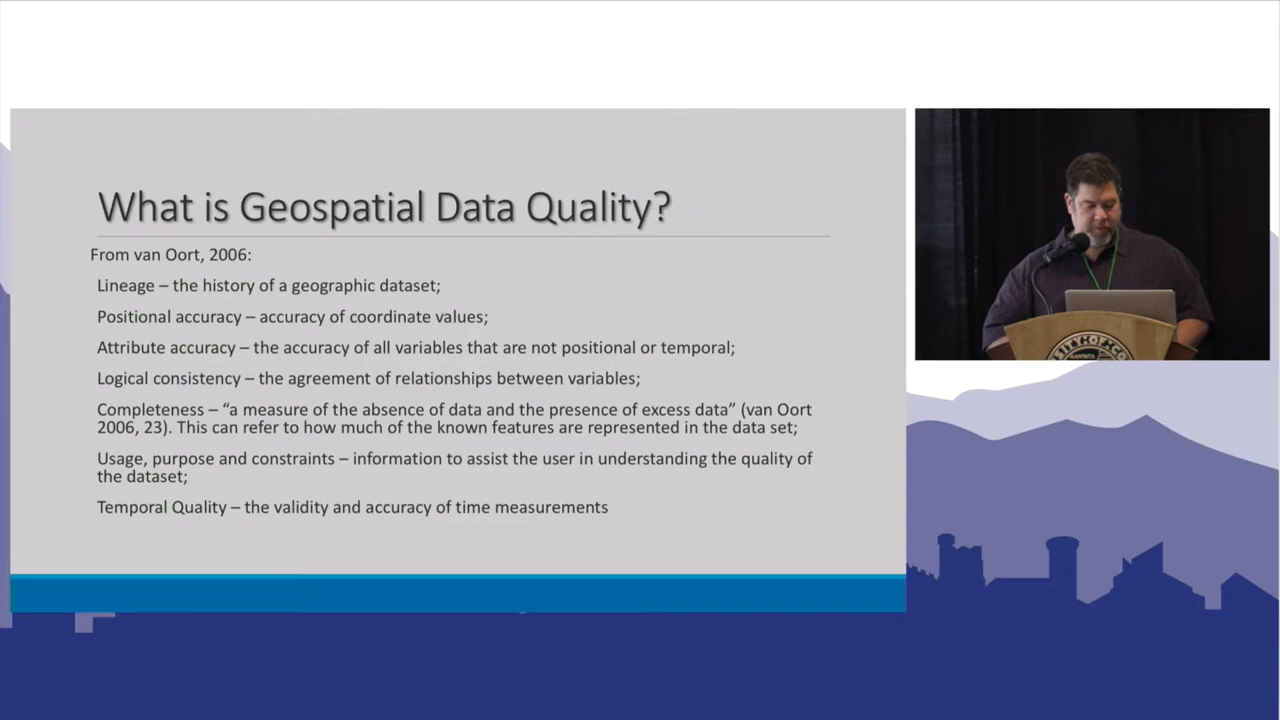 What is Geospatial Data Quality?
From van Oort, 2006:
Lineage – the history of a geographic dataset;
Positional accuracy – accuracy of coordinate values;
Attribute accuracy – the accuracy of all variables that are not positional or temporal;
Logical consistency – the agreement of relationships between variables;
Completeness – “a measure of the absence of data and the presence of excess data” (van Oort
2006, 23). This can refer to how much of the known features are represented in the data set;
Usage, purpose and constraints – information to assist the user in understanding the quality of
the dataset;
Temporal Quality – the validity and accuracy of time measurements